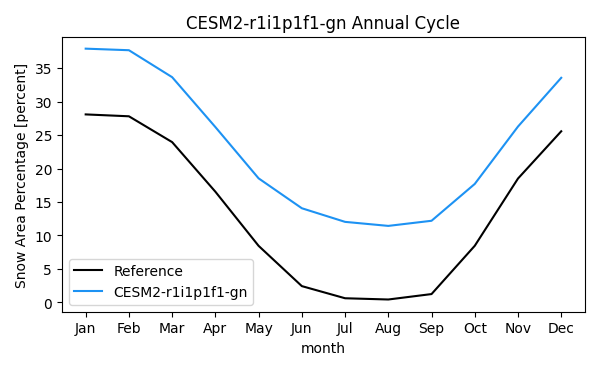 CESM2-r1i1p1f1-gn Annual Cycle
Snow Area Percentage [percent]
35
30
25
20
15
10
5
0
Reference
CESM2-r1i1p1f1-gn
Jan Feb Mar Apr May Jun Jul Aug Sep Oct Nov Dec
month